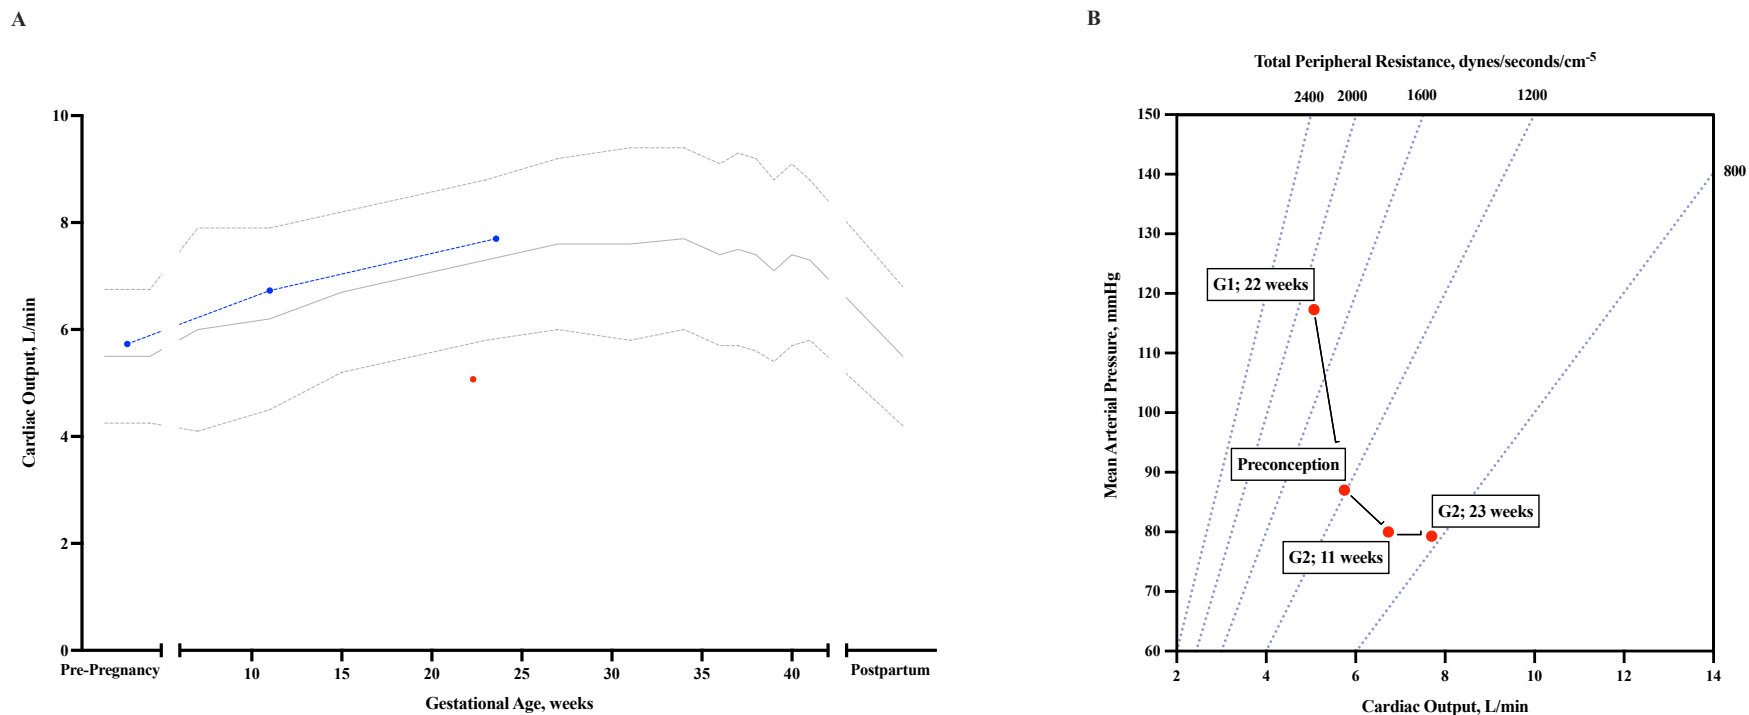 A
10
8
6
4
2
0
Cardiac Output, L/min
Pre-Pregnancy
10
15
20
25
30
35
40
Postpartum
Gestational Age, weeks
B
Total Peripheral Resistance, dynes/seconds/cm-5
2400
2000
1600
1200
800
150
140
130
120
110
100
90
80
70
60
Mean Arterial Pressure, mmHg
G1; 22 weeks
Preconception
G2; 23 weeks
G2; 11 weeks
2
4
6
8
10
12
14
Cardiac Output, L/min